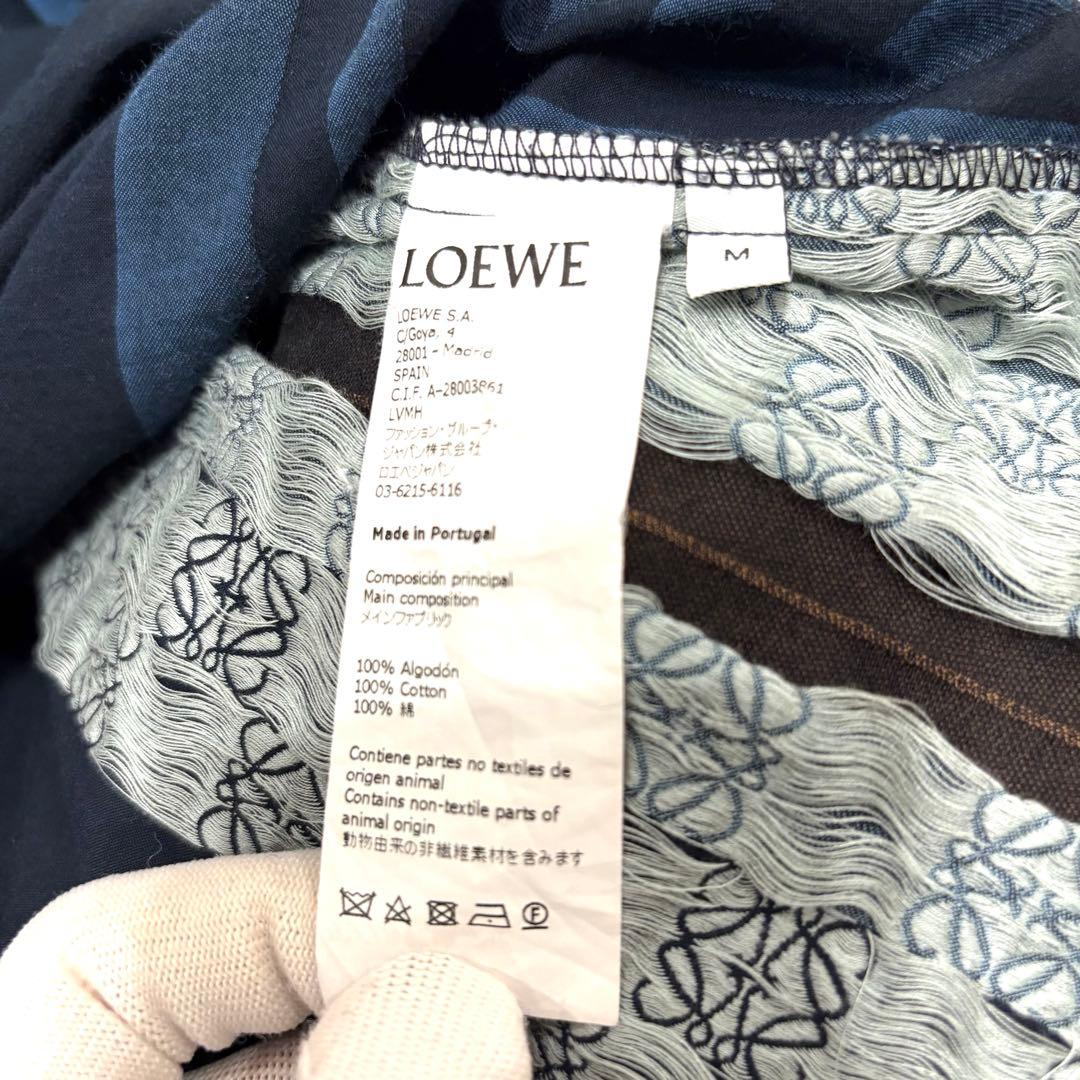 LOEWE
M
LOEWE S.A.
C/Goya, 4
28001 - Madrid
SPAIN
C.I.F. A-28003861
LVMH
ファッション・グループ・
ジャパン株式会社
ロエベジャパン
03-6215-6116
Made in Portugal
Composición principal
Main composition
メインファブリック
100% Algodón
100% Cotton
100% 綿
Contiene partes no textiles de
origen animal
Contains non-textile parts of
animal origin
動物由来の非繊維素材を含みます
F